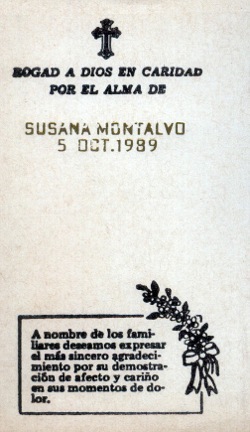 ROGAD A DIOS EN CARIDAD
POR EL ALMA DE
SUSANA MONTALVO
5 OCT.1989
A nombre de los fami-
liares deseamos expresar
el más sincero agradeci-
miento por su demostra-
ción de afecto y cariño
en sus momentos de do-
lor.